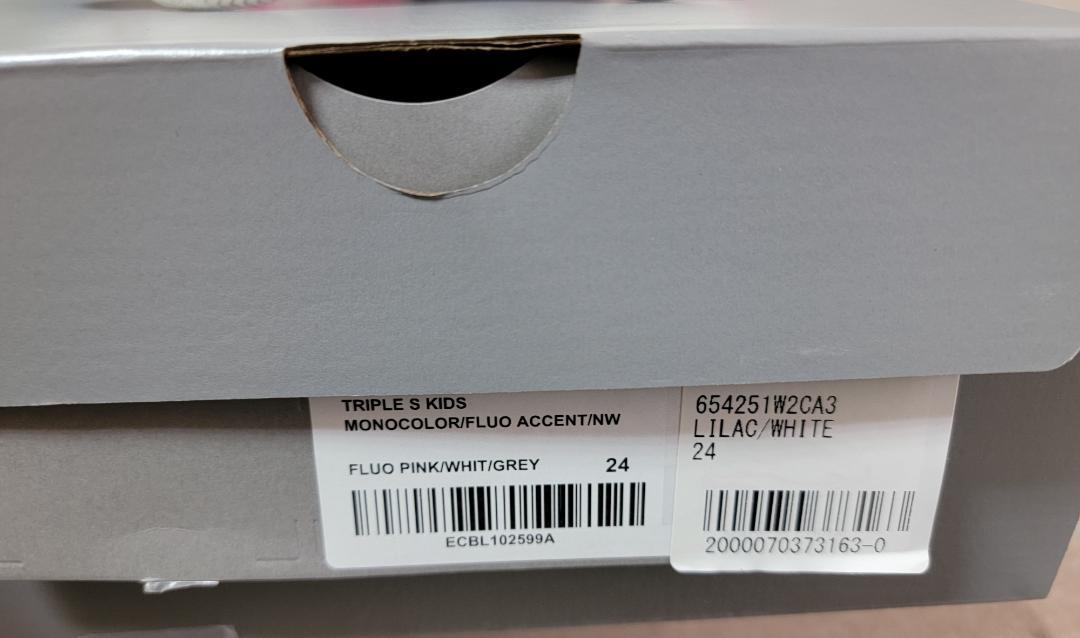 TRIPLE S KIDS
MONOCOLOR/FLUO ACCENT/NW
FLUO PINK/WHIT/GREY 24
ECBL102599A
654251W2CA3
LILAC/WHITE
24
2000070373163-0